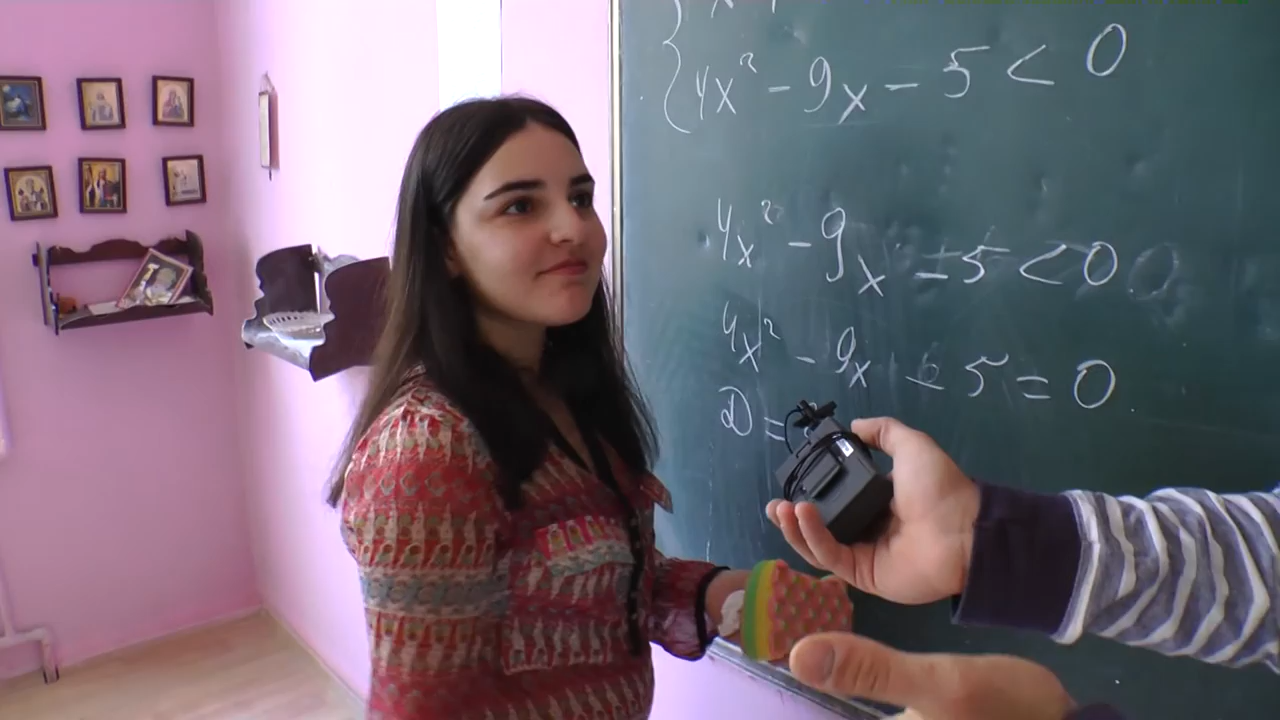 4x² - 9x - 5 < 0
4x² - 9x - 5 < 0
4x² - 9x - 5 = 0
D =